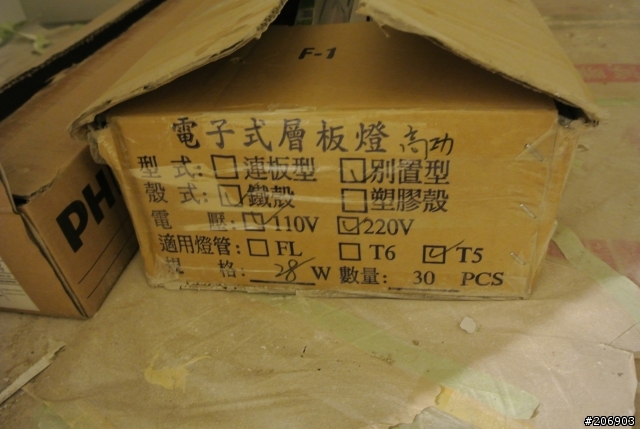 F-1
電子式層板燈 高功
型式: □連板型 ☑別置型
殼式: ☑鐵殼 □塑膠殼
電壓: ☑110V ☑220V
適用燈管: □FL □T6 ☑T5
規格: 28 W 數量: 30 PCS
PH
#206903